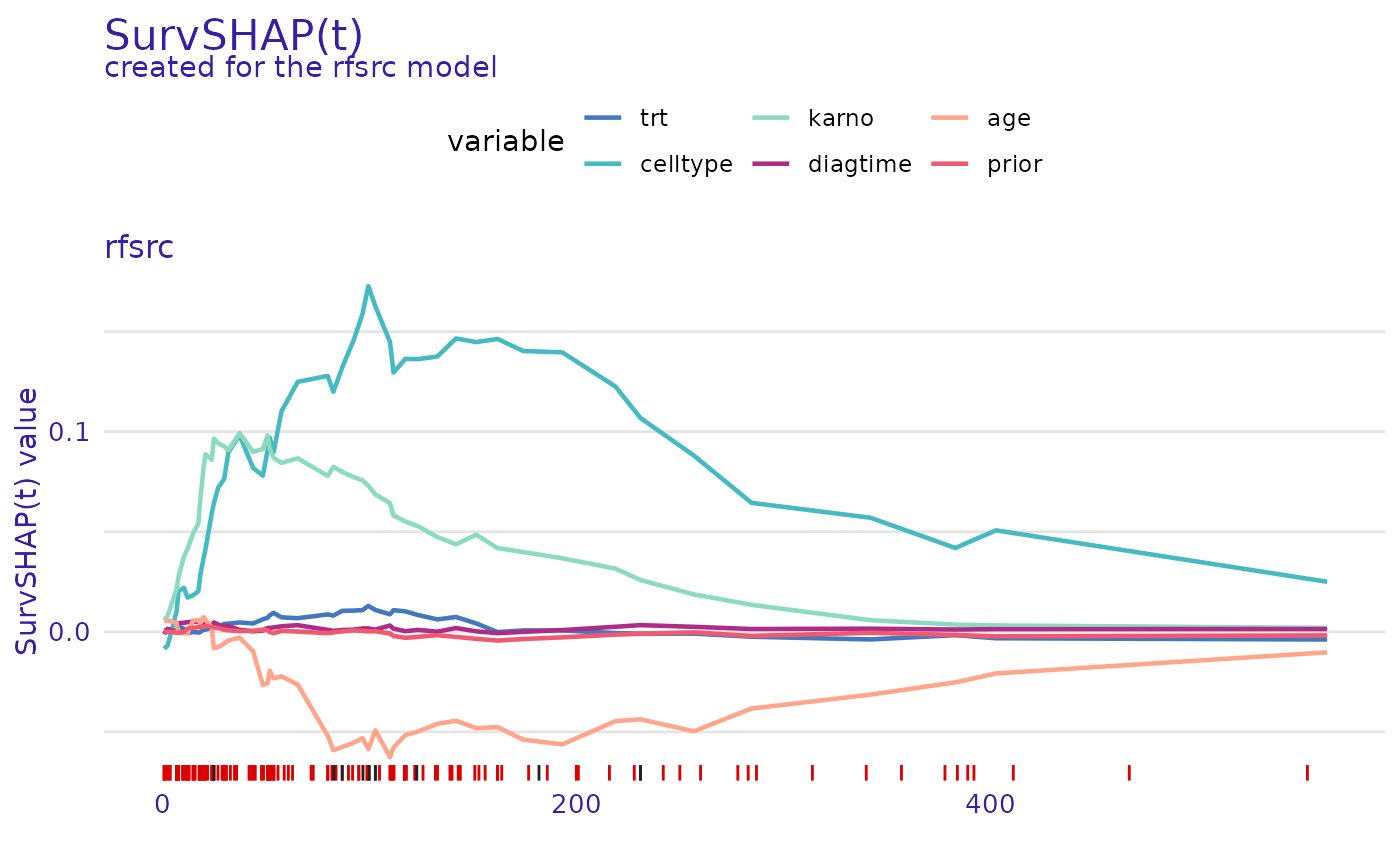 SurvSHAP(t)
created for the rfsrc model
variable
trt karno age
celltype diagtime prior
rfsrc
SurvSHAP(t) value
0.1
0.0
0 200 400